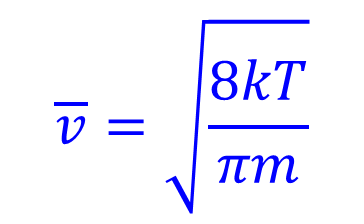 v̅ = √(8kT/πm)